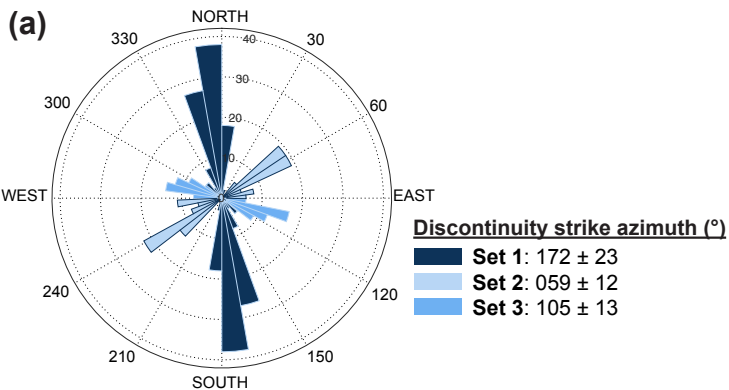 (a)
NORTH
330
40
30
30
300
20
60
10
WEST
0
EAST
Discontinuity strike azimuth (°)
Set 1: 172 ± 23
Set 2: 059 ± 12
Set 3: 105 ± 13
240
120
210
150
SOUTH